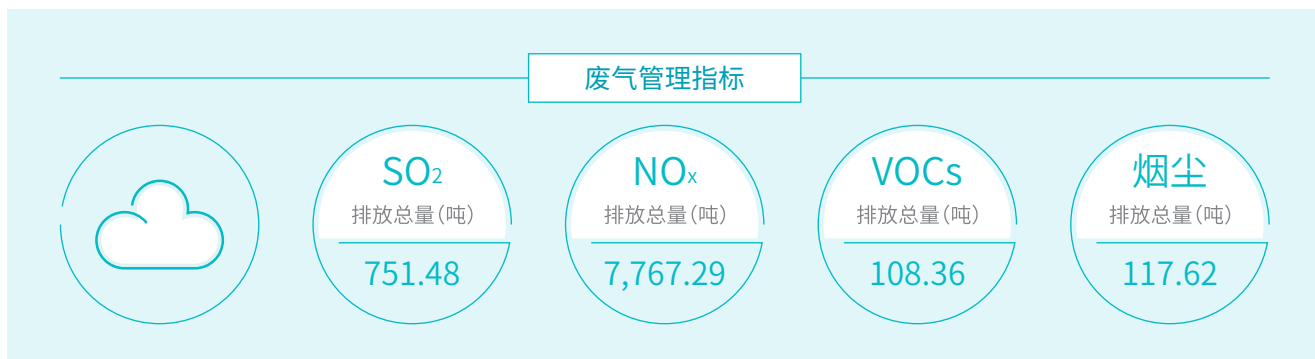 废气管理指标
SO₂
排放总量(吨)
751.48
NOx
排放总量(吨)
7,767.29
VOCs
排放总量(吨)
108.36
烟尘
排放总量(吨)
117.62